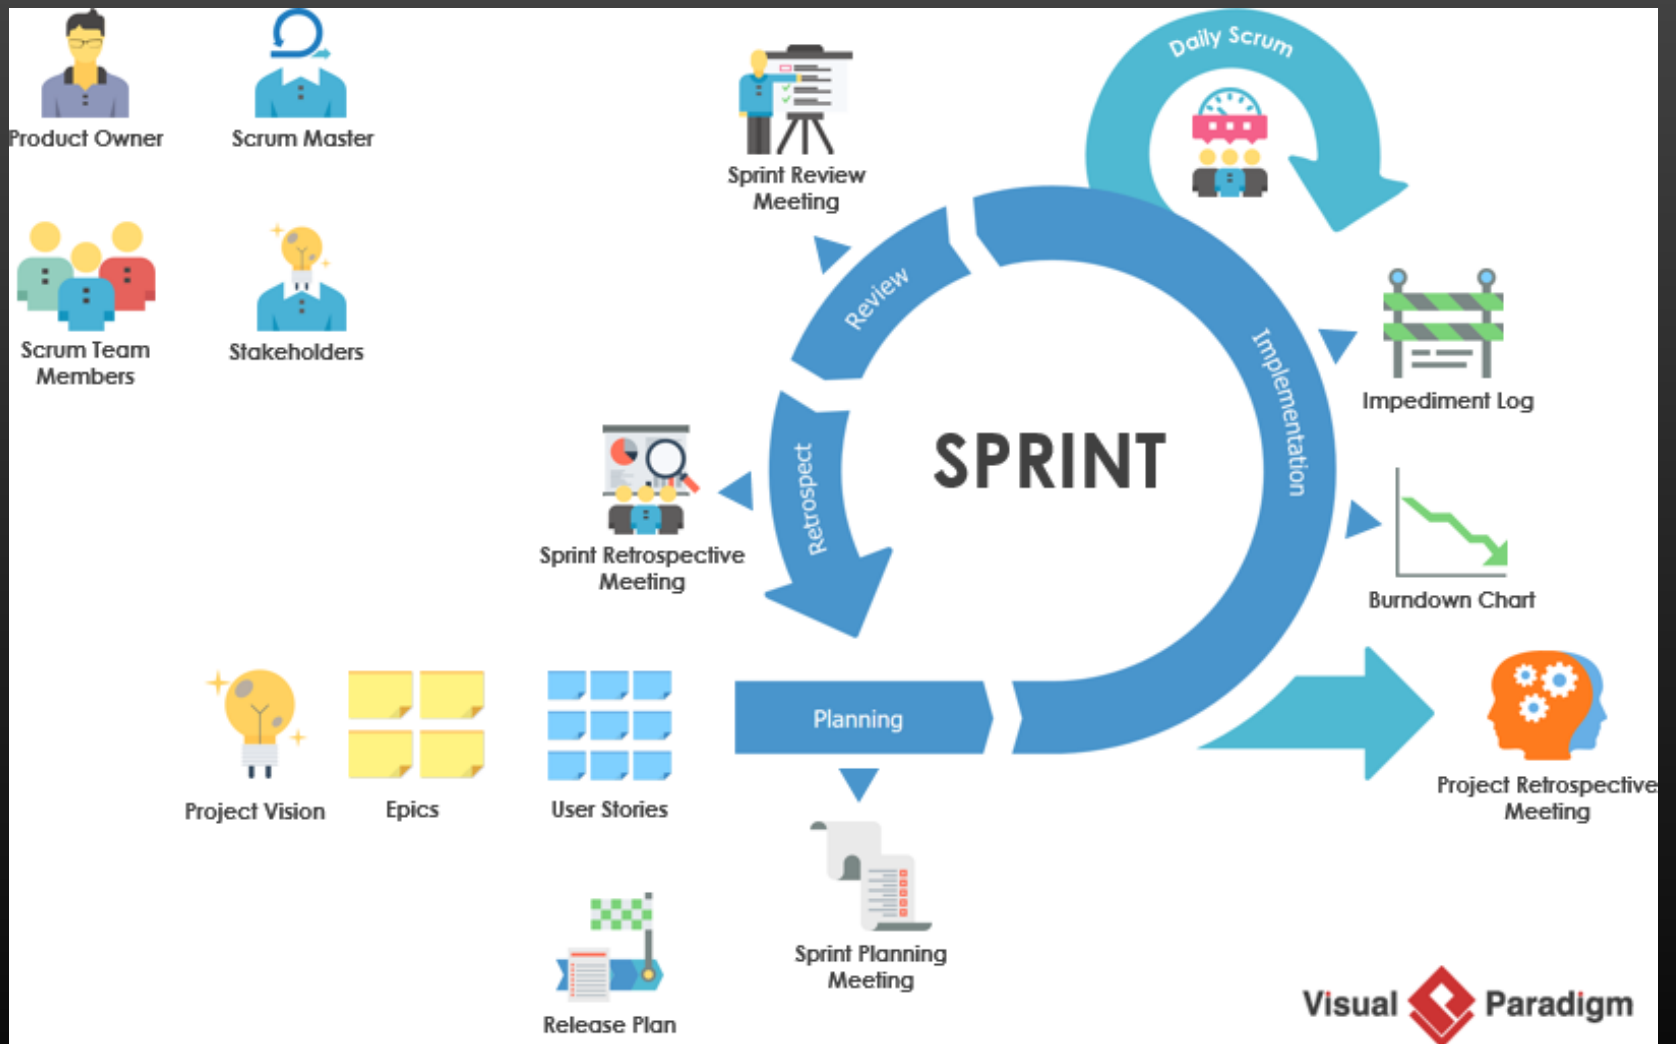 Product Owner
Scrum Master
Scrum Team
Members
Stakeholders
Sprint Review
Meeting
Daily Scrum
Review
Implementation
Impediment Log
SPRINT
Retrospect
Sprint Retrospective
Meeting
Burndown Chart
Project Vision
Epics
User Stories
Planning
Project Retrospective
Meeting
Sprint Planning
Meeting
Release Plan
Visual Paradigm